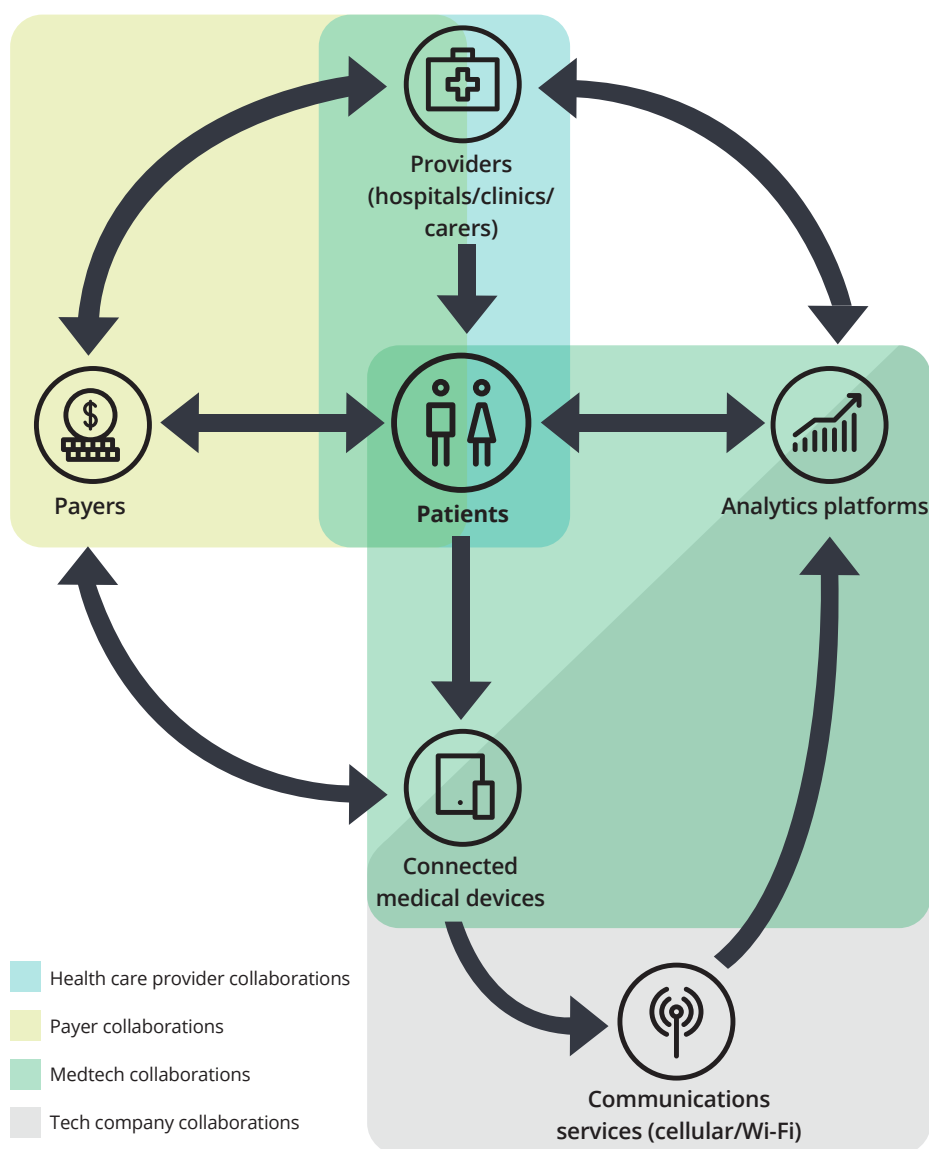 Providers
(hospitals/clinics/
carers)
$
Payers
Patients
Analytics platforms
Connected
medical devices
Health care provider collaborations
Payer collaborations
Medtech collaborations
Tech company collaborations
Communications
services (cellular/Wi-Fi)